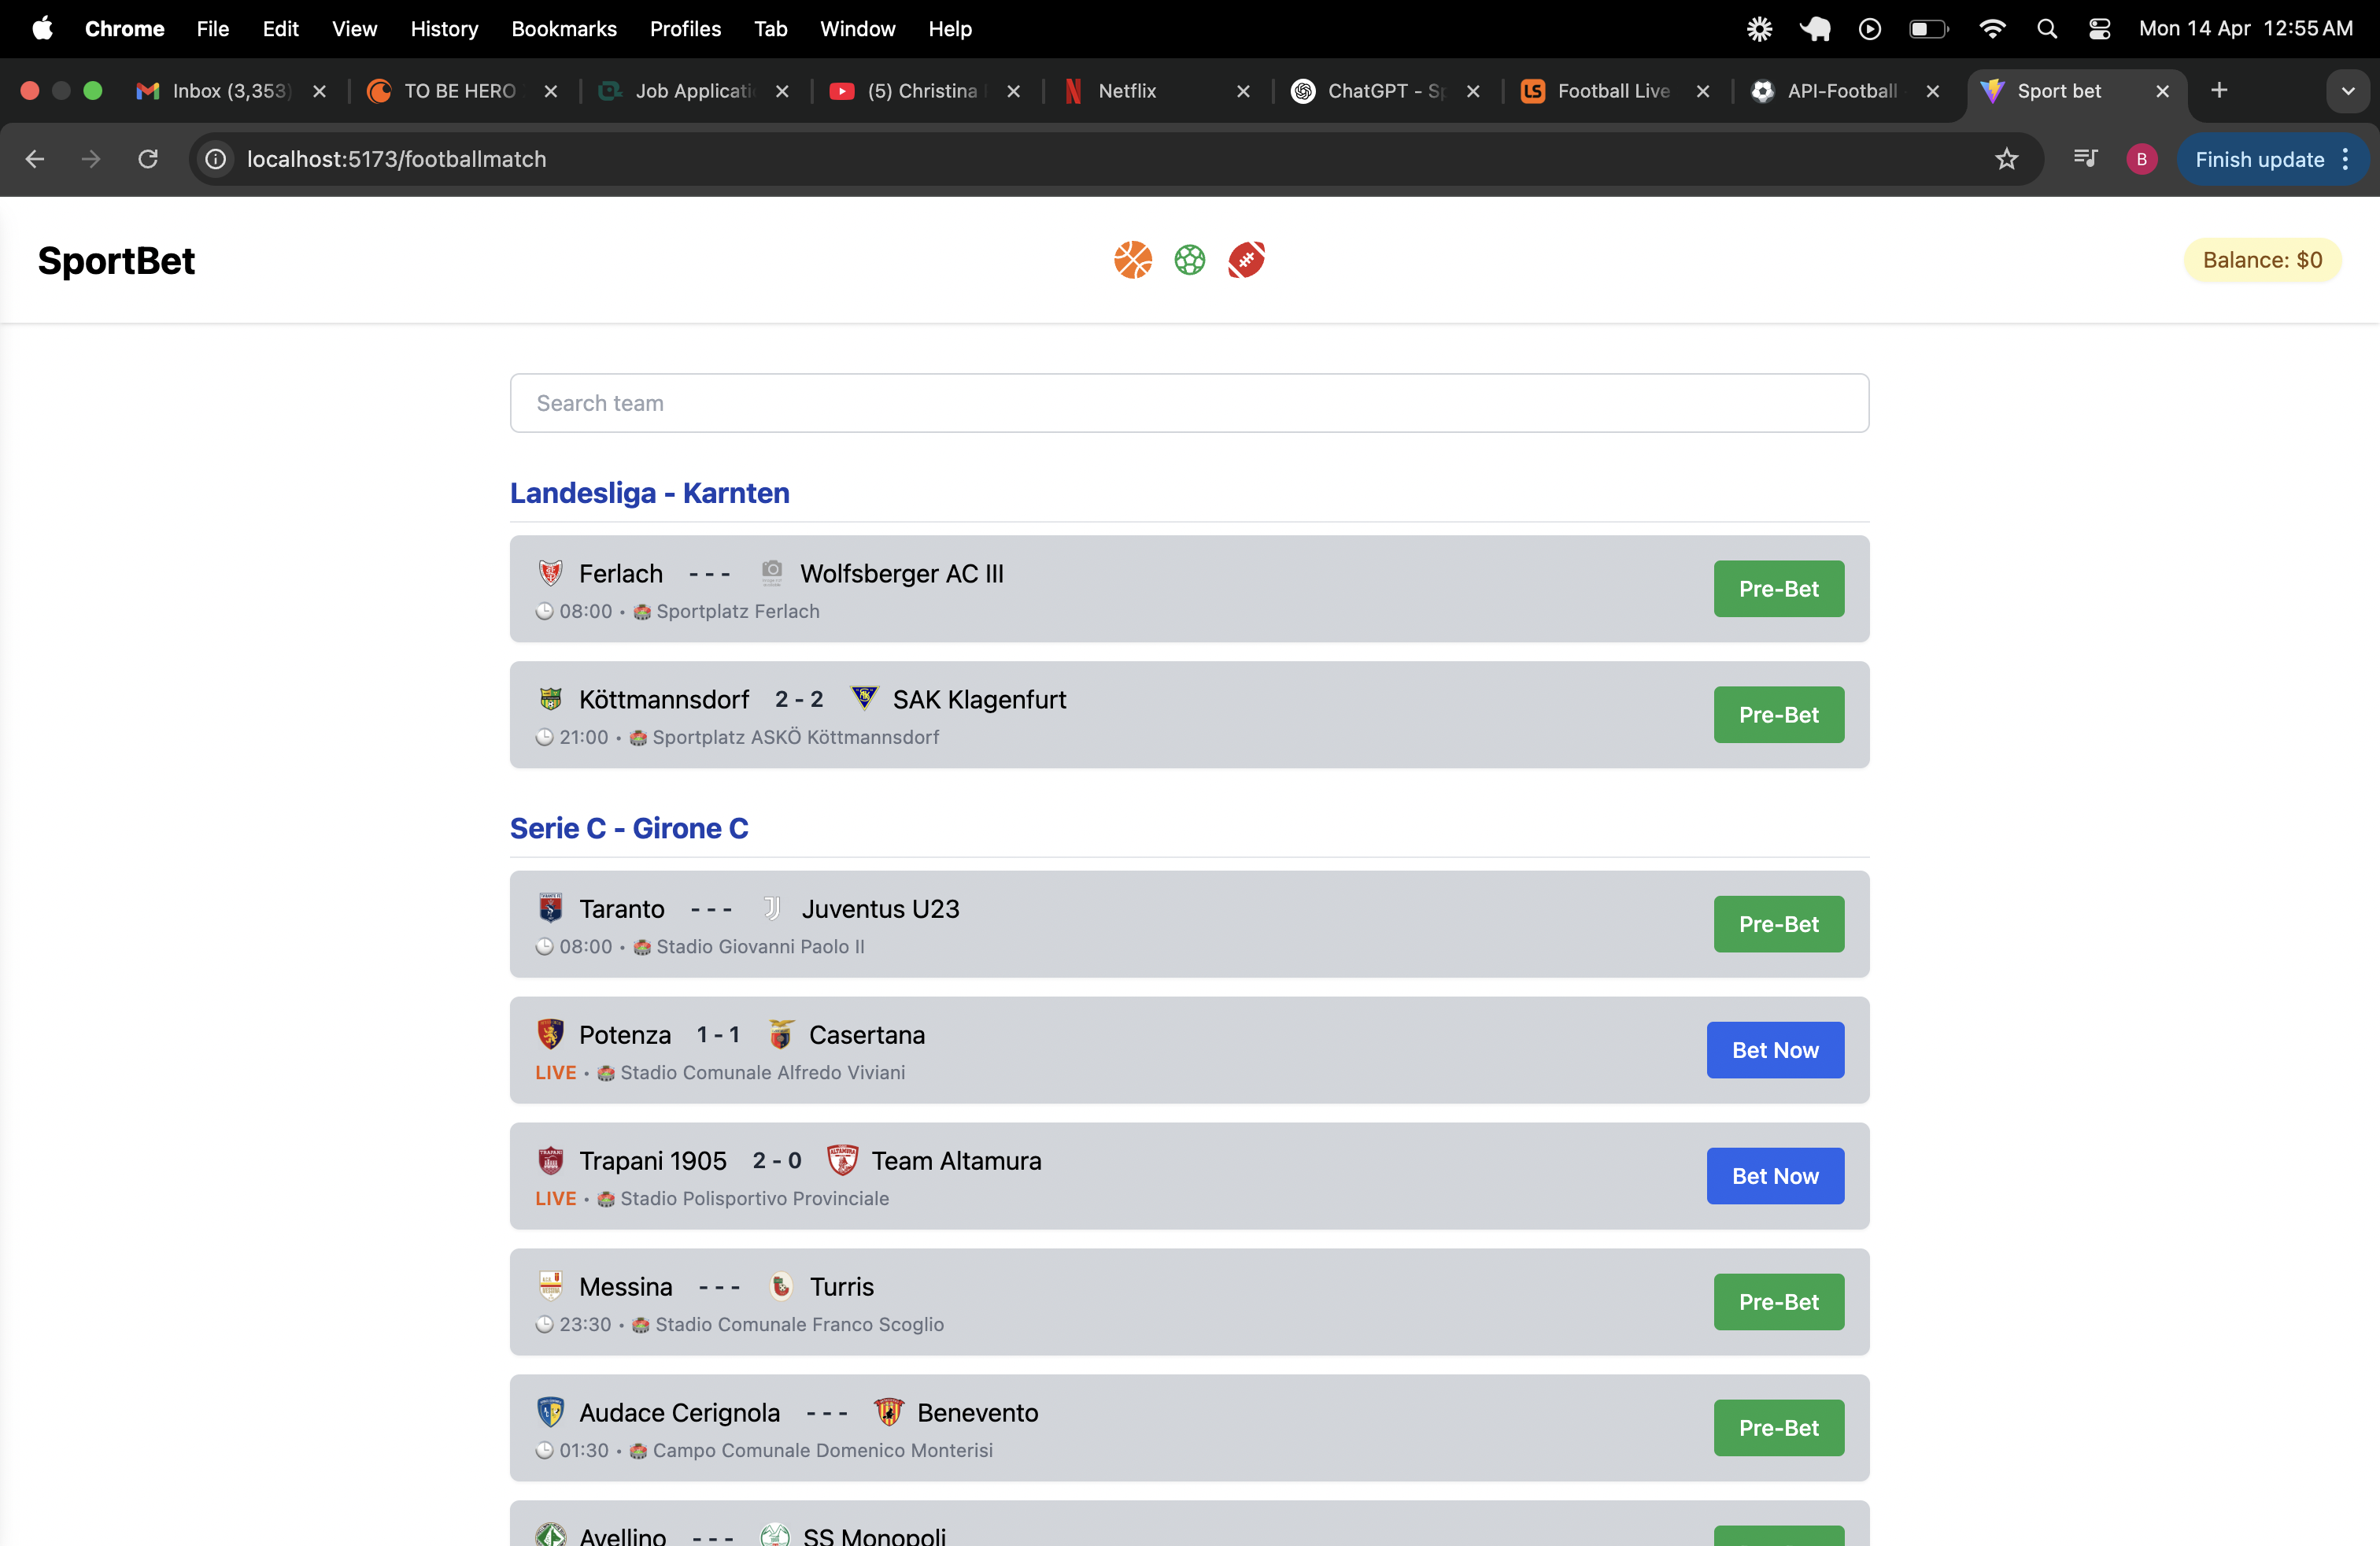 Chrome File Edit View History Bookmarks Profiles Tab Window Help Mon 14 Apr 12:55 AM
Inbox (3,353) TO BE HERO Job Applicati (5) Christina Netflix ChatGPT - Sp Football Live API-Football Sport bet
localhost:5173/footballmatch B Finish update
SportBet Balance: $0
Search team
Landesliga - Karnten
Ferlach - - - Wolfsberger AC III
08:00 • Sportplatz Ferlach
Pre-Bet
Köttmannsdorf 2 - 2 SAK Klagenfurt
21:00 • Sportplatz ASKÖ Köttmannsdorf
Pre-Bet
Serie C - Girone C
Taranto - - - Juventus U23
08:00 • Stadio Giovanni Paolo II
Pre-Bet
Potenza 1 - 1 Casertana
LIVE • Stadio Comunale Alfredo Viviani
Bet Now
Trapani 1905 2 - 0 Team Altamura
LIVE • Stadio Polisportivo Provinciale
Bet Now
Messina - - - Turris
23:30 • Stadio Comunale Franco Scoglio
Pre-Bet
Audace Cerignola - - - Benevento
01:30 • Campo Comunale Domenico Monterisi
Pre-Bet
Avellino - - - SS Monopoli